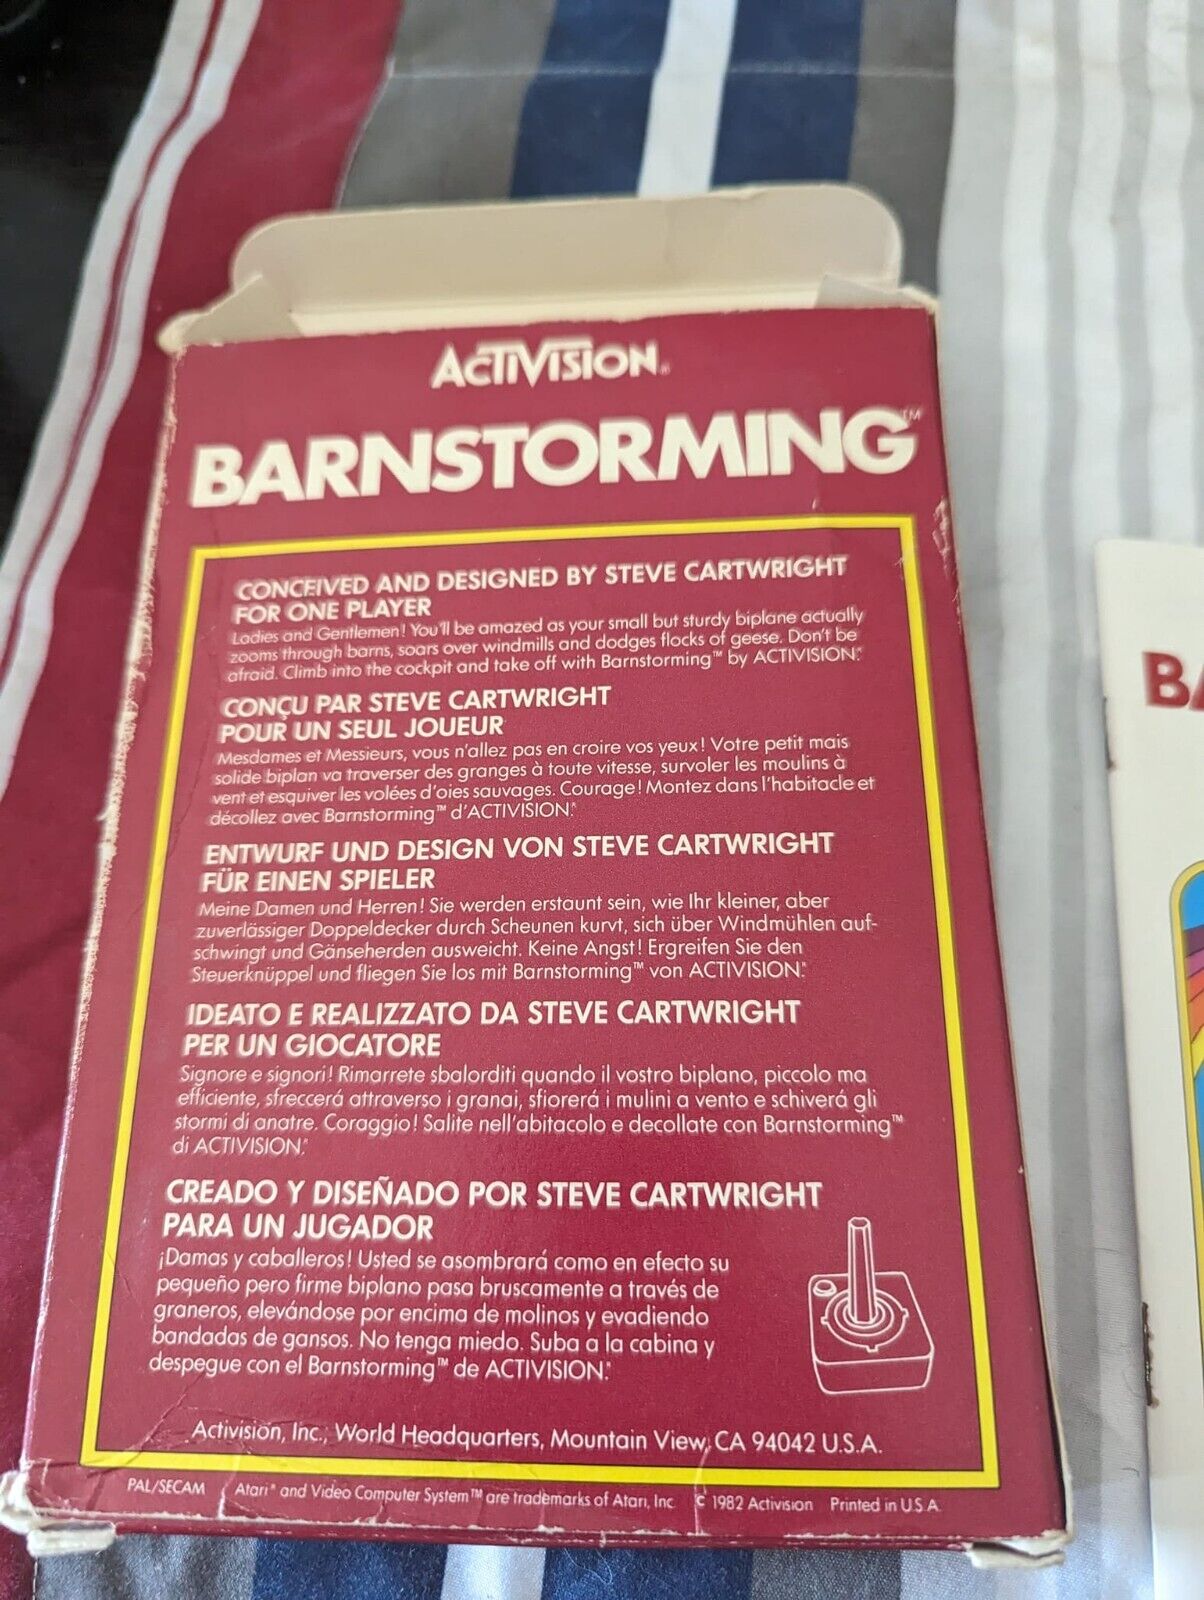 ACTIVISION®
BARNSTORMING™
CONCEIVED AND DESIGNED BY STEVE CARTWRIGHT
FOR ONE PLAYER
Ladies and Gentlemen! You'll be amazed as your small but sturdy biplane actually
zooms through barns, soars over windmills and dodges flocks of geese. Don't be
afraid. Climb into the cockpit and take off with Barnstorming™ by ACTIVISION®.
CONÇU PAR STEVE CARTWRIGHT
POUR UN SEUL JOUEUR
Mesdames et Messieurs, vous n'allez pas en croire vos yeux! Votre petit mais
solide biplan va traverser des granges à toute vitesse, survoler les moulins à
vent et esquiver les volées d'oies sauvages. Courage! Montez dans l'habitacle et
décollez avec Barnstorming™ d'ACTIVISION®.
ENTWURF UND DESIGN VON STEVE CARTWRIGHT
FÜR EINEN SPIELER
Meine Damen und Herren! Sie werden erstaunt sein, wie Ihr kleiner, aber
zuverlässiger Doppeldecker durch Scheunen kurvt, sich über Windmühlen auf-
schwingt und Gänseherden ausweicht. Keine Angst! Ergreifen Sie den
Steuerknüppel und fliegen Sie los mit Barnstorming™ von ACTIVISION®.
IDEATO E REALIZZATO DA STEVE CARTWRIGHT
PER UN GIOCATORE
Signore e signori! Rimarrete sbalorditi quando il vostro biplano, piccolo ma
efficiente, sfreccerá attraverso i granai, sfiorerá i mulini a vento e schiverá gli
stormi di anatre. Coraggio! Salite nell'abitacolo e decollate con Barnstorming™
di ACTIVISION®.
CREADO Y DISEÑADO POR STEVE CARTWRIGHT
PARA UN JUGADOR
¡Damas y caballeros! Usted se asombrará como en efecto su
pequeño pero firme biplano pasa bruscamente a través de
graneros, elevándose por encima de molinos y evadiendo
bandadas de gansos. No tenga miedo. Suba a la cabina y
despegue con el Barnstorming™ de ACTIVISION®.
Activision, Inc., World Headquarters, Mountain View, CA 94042 U.S.A.
PAL/SECAM Atari® and Video Computer System™ are trademarks of Atari, Inc. © 1982 Activision Printed in U.S.A.
BA